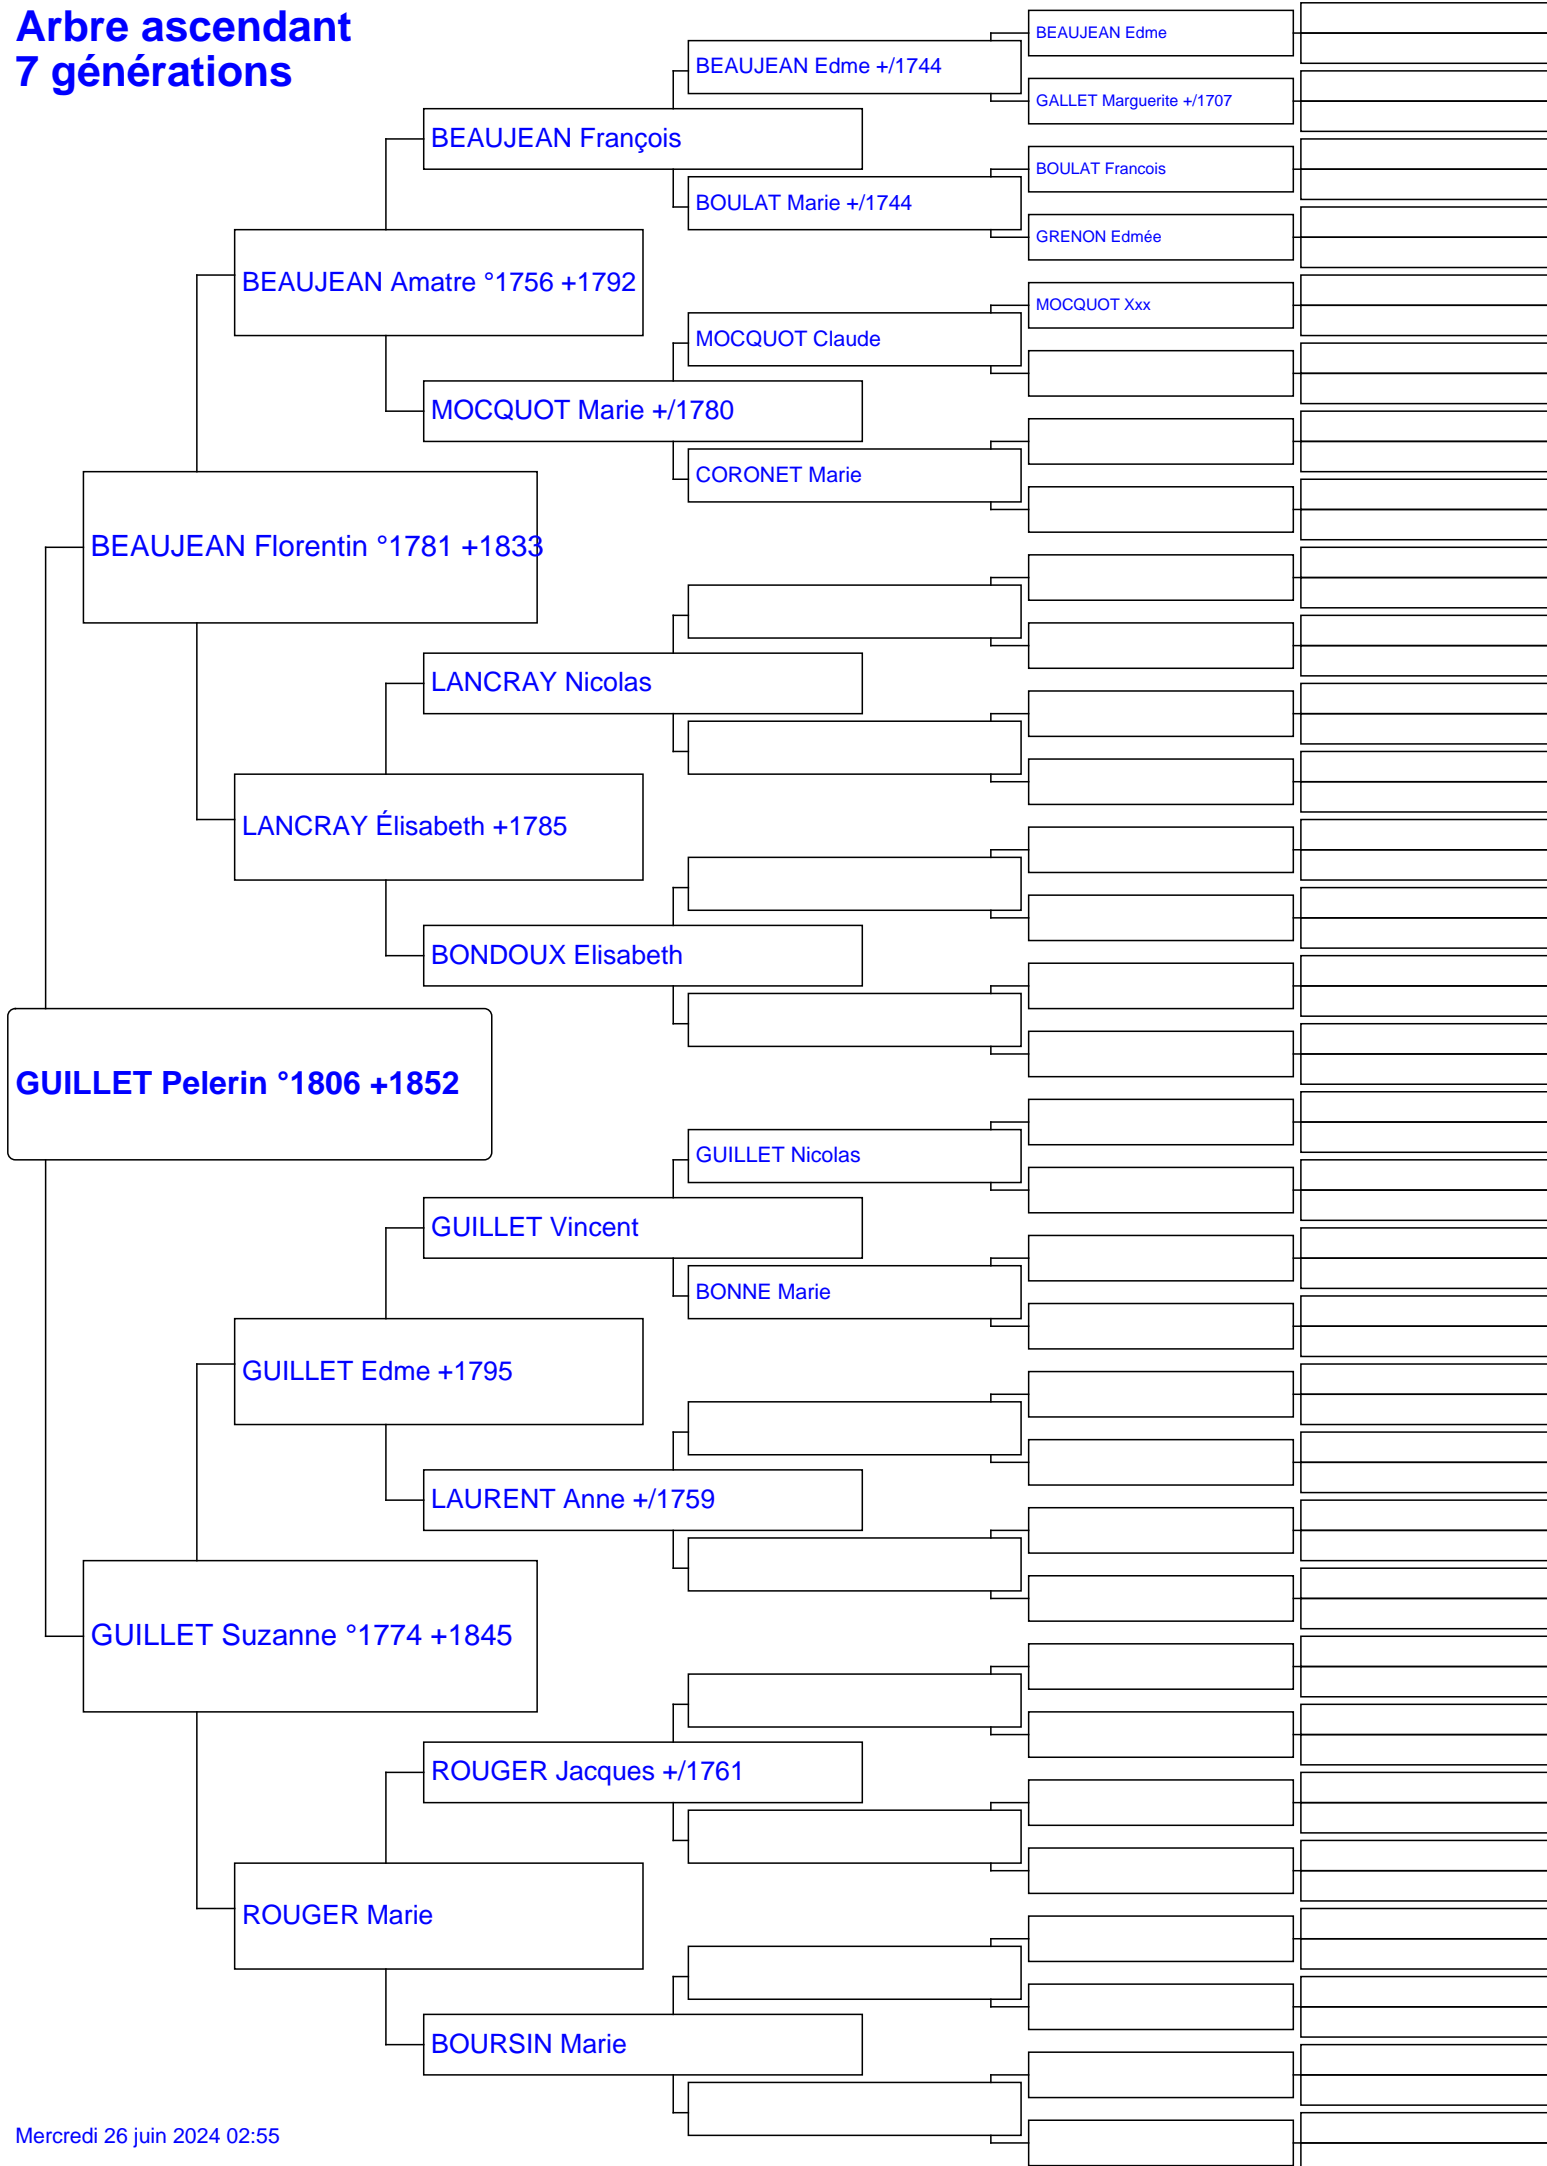 Arbre ascendant
7 générations
BEAUJEAN Edme
BEAUJEAN Edme +/1744
GALLET Marguerite +/1707
BEAUJEAN François
BOULAT Francois
BOULAT Marie +/1744
GRENON Edmée
BEAUJEAN Amatre °1756 +1792
MOCQUOT Xxx
MOCQUOT Claude
MOCQUOT Marie +/1780
CORONET Marie
BEAUJEAN Florentin °1781 +1833
LANCRAY Nicolas
LANCRAY Élisabeth +1785
BONDOUX Elisabeth
GUILLET Pelerin °1806 +1852
GUILLET Nicolas
GUILLET Vincent
BONNE Marie
GUILLET Edme +1795
LAURENT Anne +/1759
GUILLET Suzanne °1774 +1845
ROUGER Jacques +/1761
ROUGER Marie
BOURSIN Marie
Mercredi 26 juin 2024 02:55